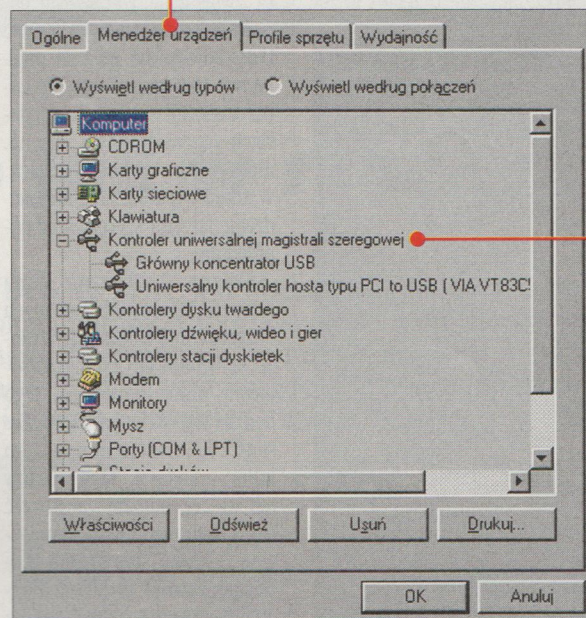 Ogólne Menedżer urządzeń Profile sprzętu Wydajność
Wyświetl według typów Wyświetl według połączeń
Komputer
CDROM
Karty graficzne
Karty sieciowe
Klawiatura
Kontroler uniwersalnej magistrali szeregowej
Główny koncentrator USB
Uniwersalny kontroler hosta typu PCI to USB ( VIA VT83C
Kontrolery dysku twardego
Kontrolery dźwięku, wideo i gier
Kontrolery stacji dyskietek
Modem
Monitory
Mysz
Porty (COM & LPT)
Stacje dysków
Właściwości Odśwież Usuń Drukuj...
OK Anuluj